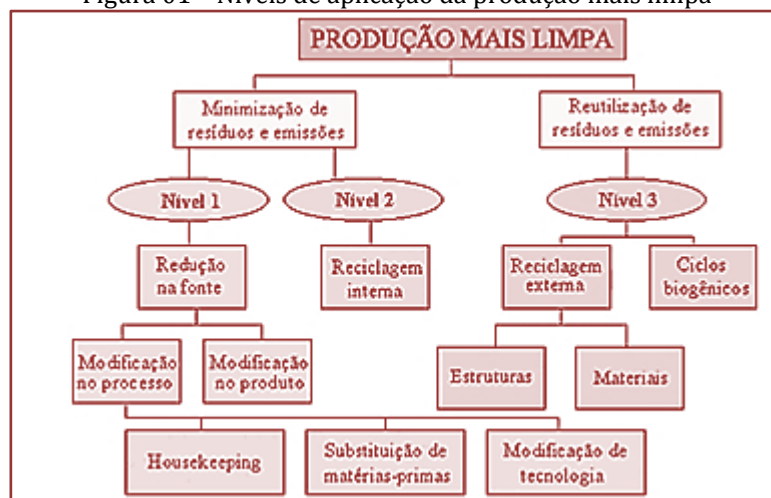 Figura 01 – Níveis de aplicação da produção mais limpa
PRODUÇÃO MAIS LIMPA
Minimização de
resíduos e emissões
Reutilização de
resíduos e emissões
Nível 1
Nível 2
Nível 3
Redução
na fonte
Reciclagem
interna
Reciclagem
externa
Ciclos
biogênicos
Modificação
no processo
Modificação
no produto
Estruturas
Materiais
Housekeeping
Substituição de
matérias-primas
Modificação de
tecnologia